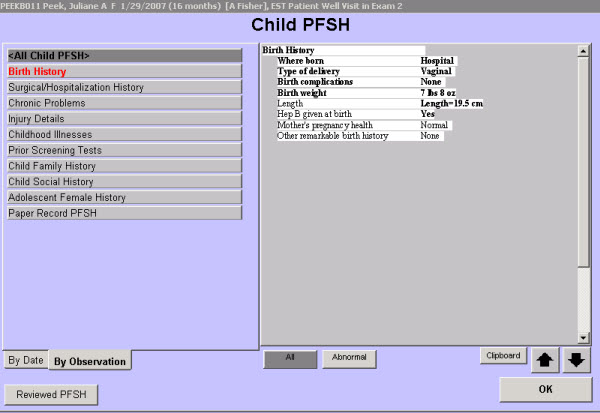 PEEKB011 Peek, Juliane A F 1/29/2007 (16 months) [A Fisher], EST Patient Well Visit in Exam 2
Child PFSH
<All Child PFSH>
Birth History
Surgical/Hospitalization History
Chronic Problems
Injury Details
Childhood Illnesses
Prior Screening Tests
Child Family History
Child Social History
Adolescent Female History
Paper Record PFSH
Birth History
Where born Hospital
Type of delivery Vaginal
Birth complications None
Birth weight 7 lbs 8 oz
Length Length=19.5 cm
Hep B given at birth Yes
Mother's pregnancy health Normal
Other remarkable birth history None
By Date By Observation
All Abnormal Clipboard
Reviewed PFSH
OK